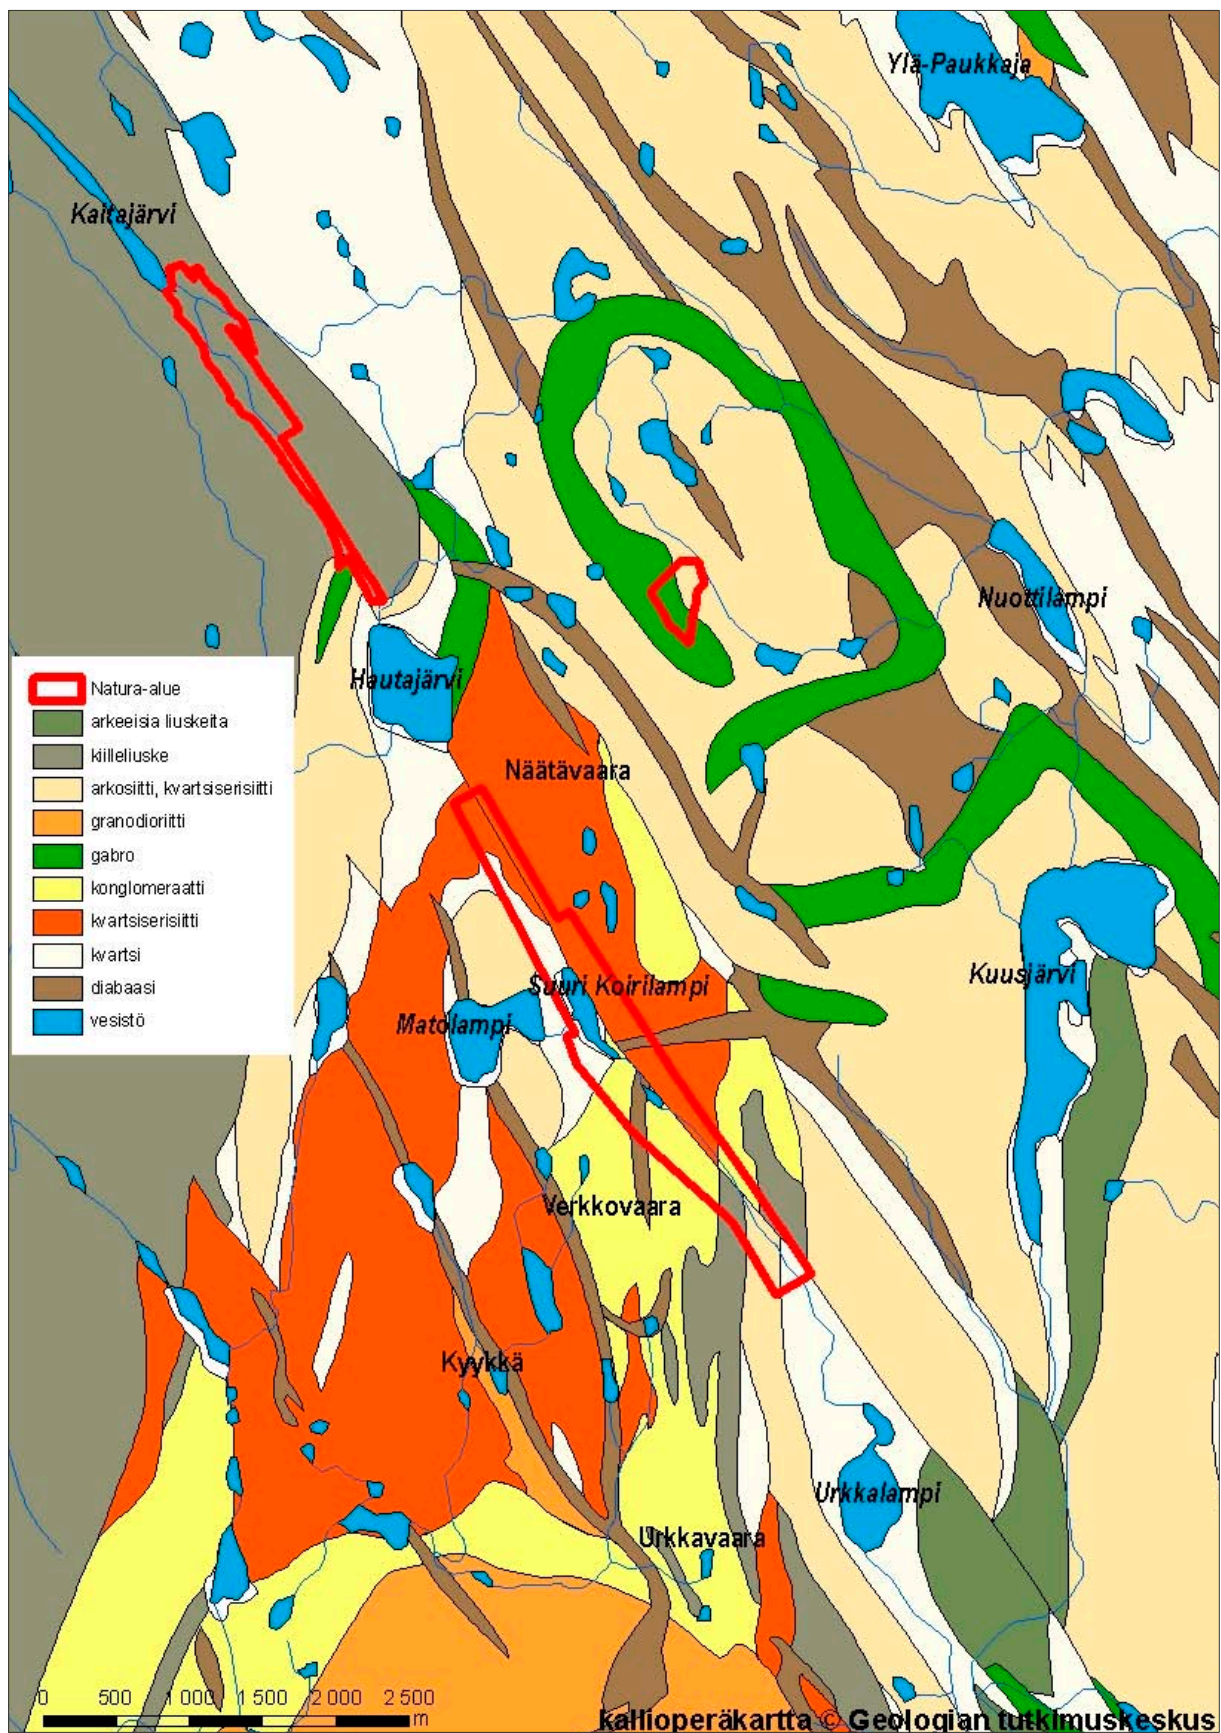 Ylä-Paukkaja
Kaitajärvi
Nuottilampi
Hautajärvi
Näätävaara
Natura-alue
arkeeisia liuskeita
kiilleliuske
arkosiitti, kvartsiserisiitti
granodioriitti
gabro
konglomeraatti
kvartsiserisiitti
kvartsi
diabaasi
vesistö
Kuusjärvi
Suuri Koirilampi
Matolampi
Verkkovaara
Kyykkä
Urkkalampi
Urkkavaara
0 500 1 000 1 500 2 000 2 500
m
kallioperäkartta © Geologian tutkimuskeskus